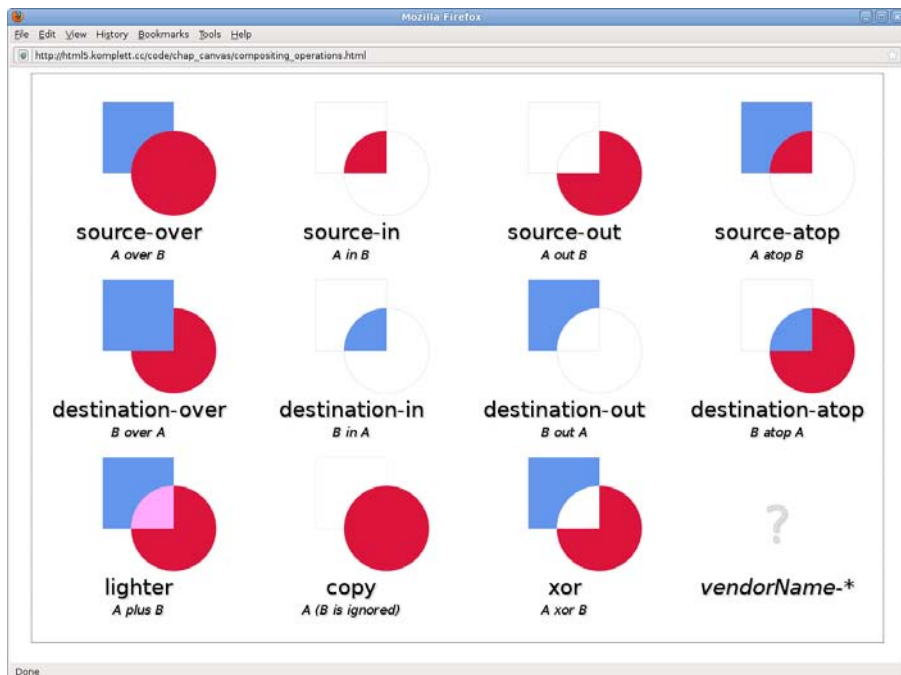 Mozilla Firefox
File Edit View History Bookmarks Tools Help
http://html5.komplett.cc/code/chap_canvas/compositing_operations.html
source-over source-in source-out source-atop
A over B A in B A out B A atop B
destination-over destination-in destination-out destination-atop
B over A B in A B out A B atop A
?
lighter copy xor vendorName-*
A plus B A (B is ignored) A xor B
Done